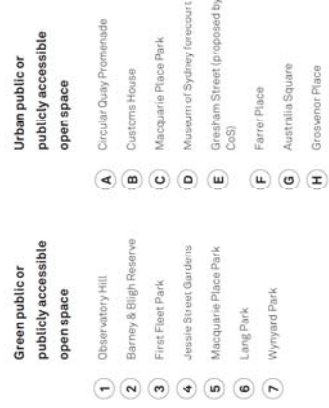 Green public or
publicly accessible
open space
1 Observatory Hill
2 Barney & Bligh Reserve
3 First Fleet Park
4 Jessie Street Gardens
5 Macquarie Place Park
6 Lang Park
7 Wynyard Park
Urban public or
publicly accessible
open space
A Circular Quay Promenade
B Customs House
C Macquarie Place Park
D Museum of Sydney forecourt
E Gresham Street (proposed by
CoS)
F Farrer Place
G Australia Square
H Grosvenor Place